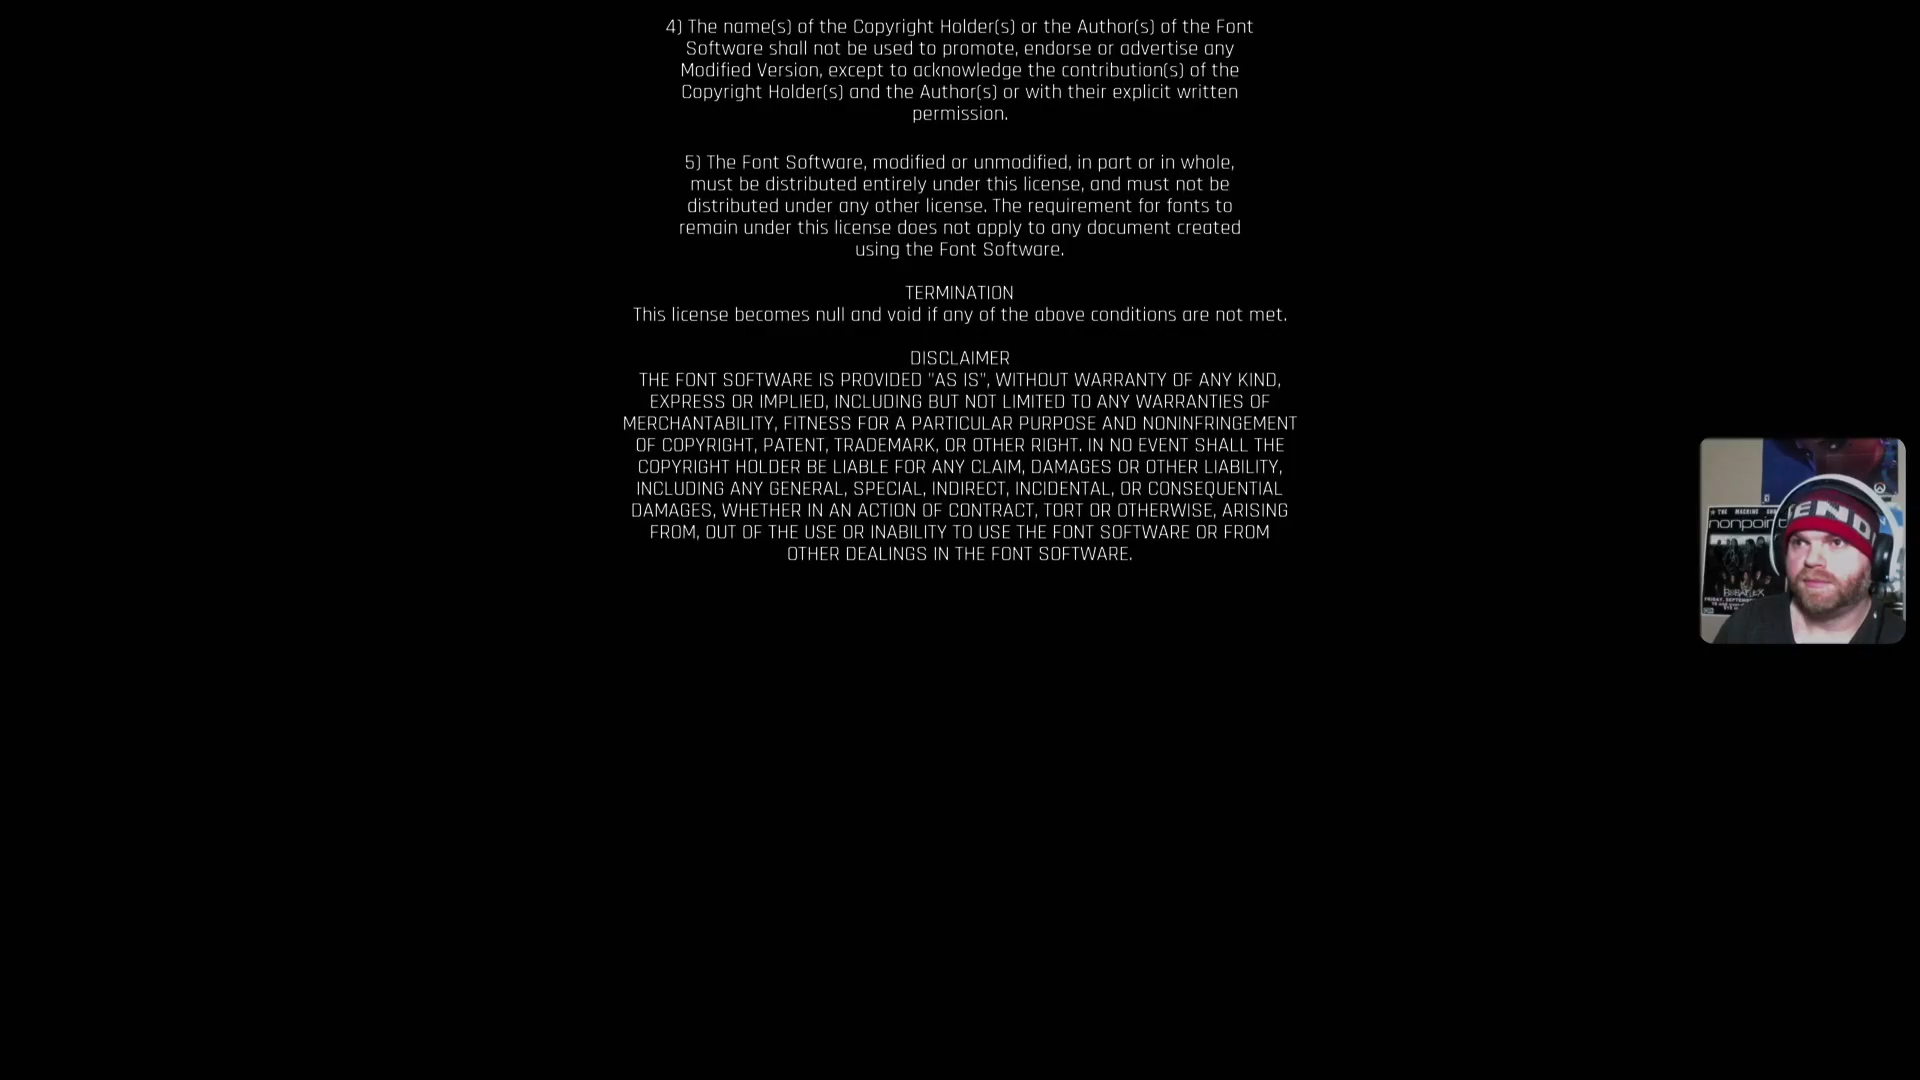 4) The name(s) of the Copyright Holder(s) or the Author(s) of the Font
Software shall not be used to promote, endorse or advertise any
Modified Version, except to acknowledge the contribution(s) of the
Copyright Holder(s) and the Author(s) or with their explicit written
permission.
5) The Font Software, modified or unmodified, in part or in whole,
must be distributed entirely under this license, and must not be
distributed under any other license. The requirement for fonts to
remain under this license does not apply to any document created
using the Font Software.
TERMINATION
This license becomes null and void if any of the above conditions are not met.
DISCLAIMER
THE FONT SOFTWARE IS PROVIDED "AS IS", WITHOUT WARRANTY OF ANY KIND,
EXPRESS OR IMPLIED, INCLUDING BUT NOT LIMITED TO ANY WARRANTIES OF
MERCHANTABILITY, FITNESS FOR A PARTICULAR PURPOSE AND NONINFRINGEMENT
OF COPYRIGHT, PATENT, TRADEMARK, OR OTHER RIGHT. IN NO EVENT SHALL THE
COPYRIGHT HOLDER BE LIABLE FOR ANY CLAIM, DAMAGES OR OTHER LIABILITY,
INCLUDING ANY GENERAL, SPECIAL, INDIRECT, INCIDENTAL, OR CONSEQUENTIAL
DAMAGES, WHETHER IN AN ACTION OF CONTRACT, TORT OR OTHERWISE, ARISING
FROM, OUT OF THE USE OR INABILITY TO USE THE FONT SOFTWARE OR FROM
OTHER DEALINGS IN THE FONT SOFTWARE.
THE MACHINE
nonpoint
END